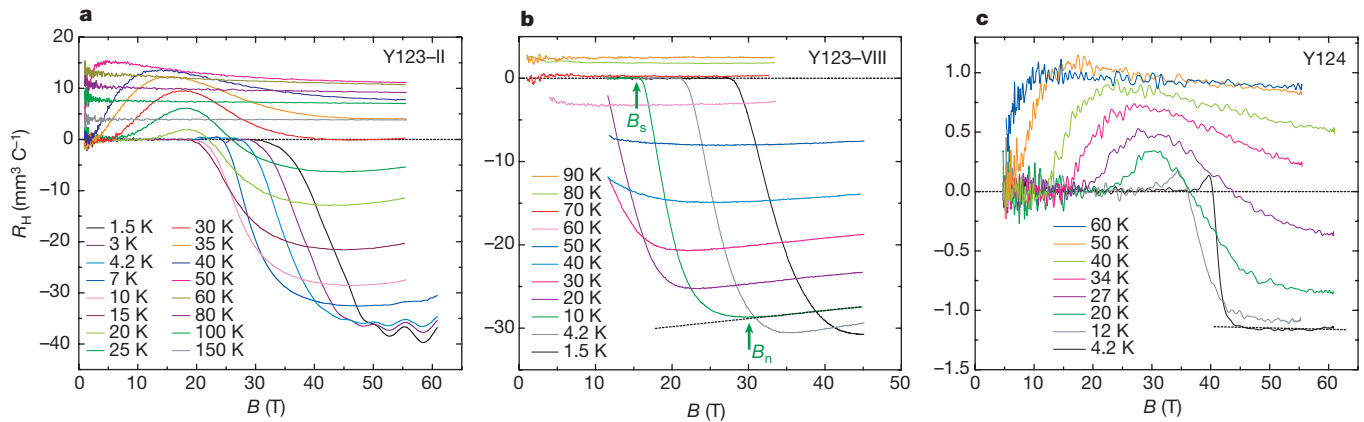 a
Y123–II
20
15
10
5
0
−10
−20
−30
−40
R_H (mm³ C⁻¹)
1.5 K
3 K
4.2 K
7 K
10 K
15 K
20 K
25 K
30 K
35 K
40 K
50 K
60 K
80 K
100 K
150 K
0 10 20 30 40 50 60
B (T)
b
Y123–VIII
0
−10
−20
−30
B_s
B_n
90 K
80 K
70 K
60 K
50 K
40 K
30 K
20 K
10 K
4.2 K
1.5 K
0 10 20 30 40 50
B (T)
c
Y124
1.0
0.5
0.0
−0.5
−1.0
−1.5
60 K
50 K
40 K
34 K
27 K
20 K
12 K
4.2 K
0 10 20 30 40 50 60
B (T)